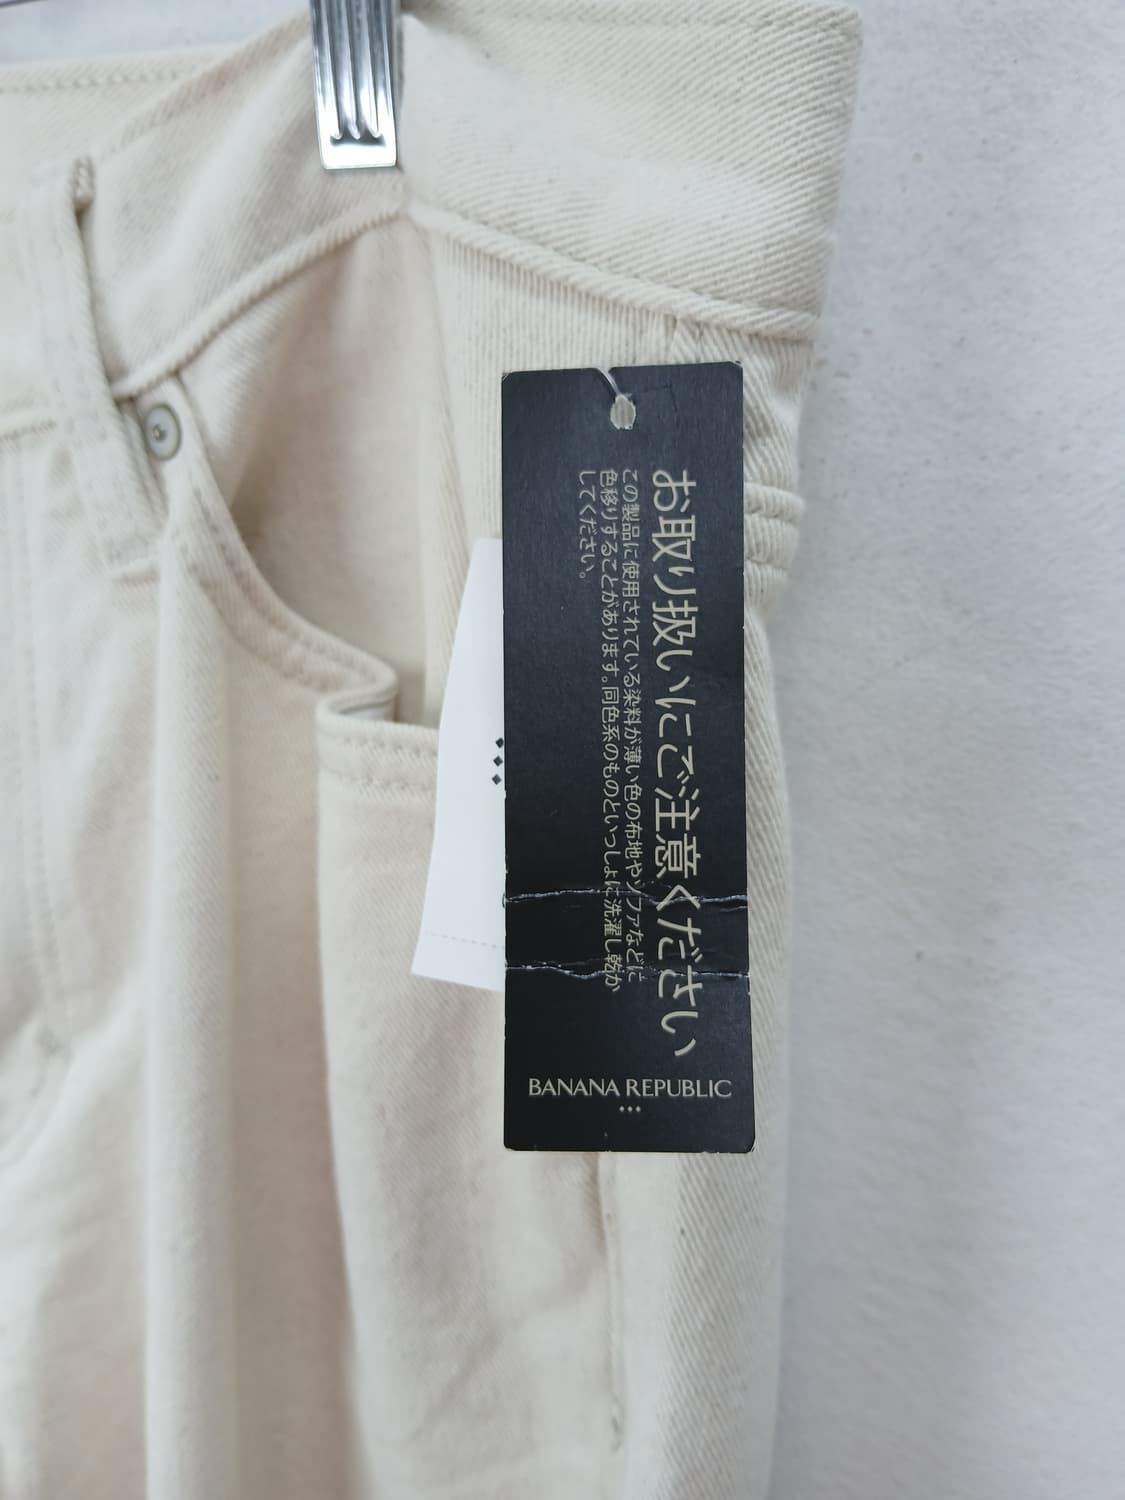 お取り扱いにご注意ください
この製品に使用されている染料が薄い色の布地やソファなどに
色移りすることがあります。同色系のものといっしょに洗濯し乾か
してください。
BANANA REPUBLIC